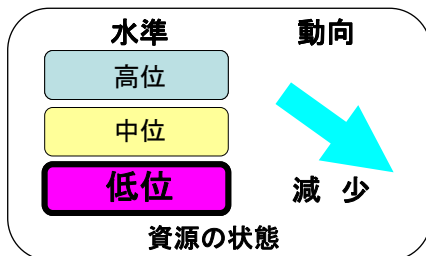 水準 動向
高位
中位
低位
減 少
資源の状態